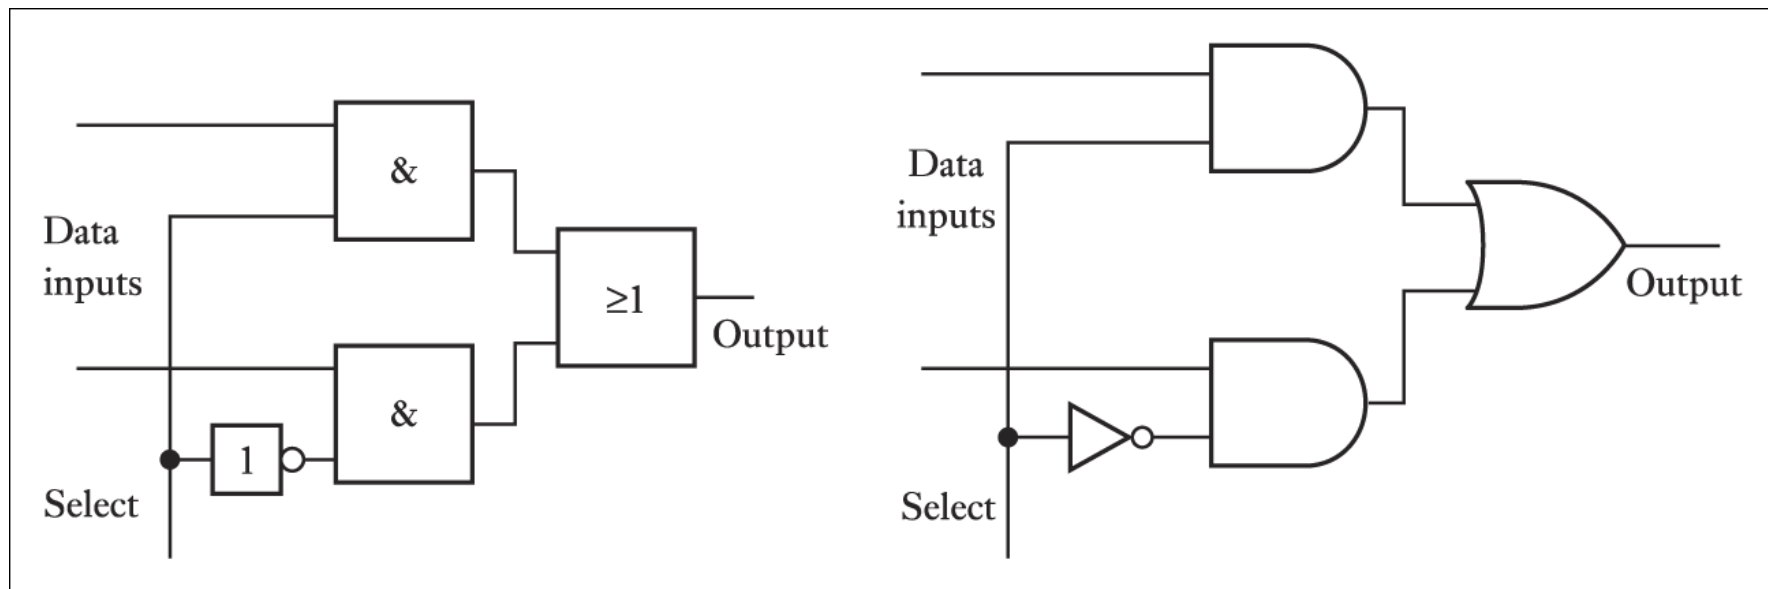 &
Data
inputs
≥1
Output
&
1
Select
Data
inputs
Output
Select